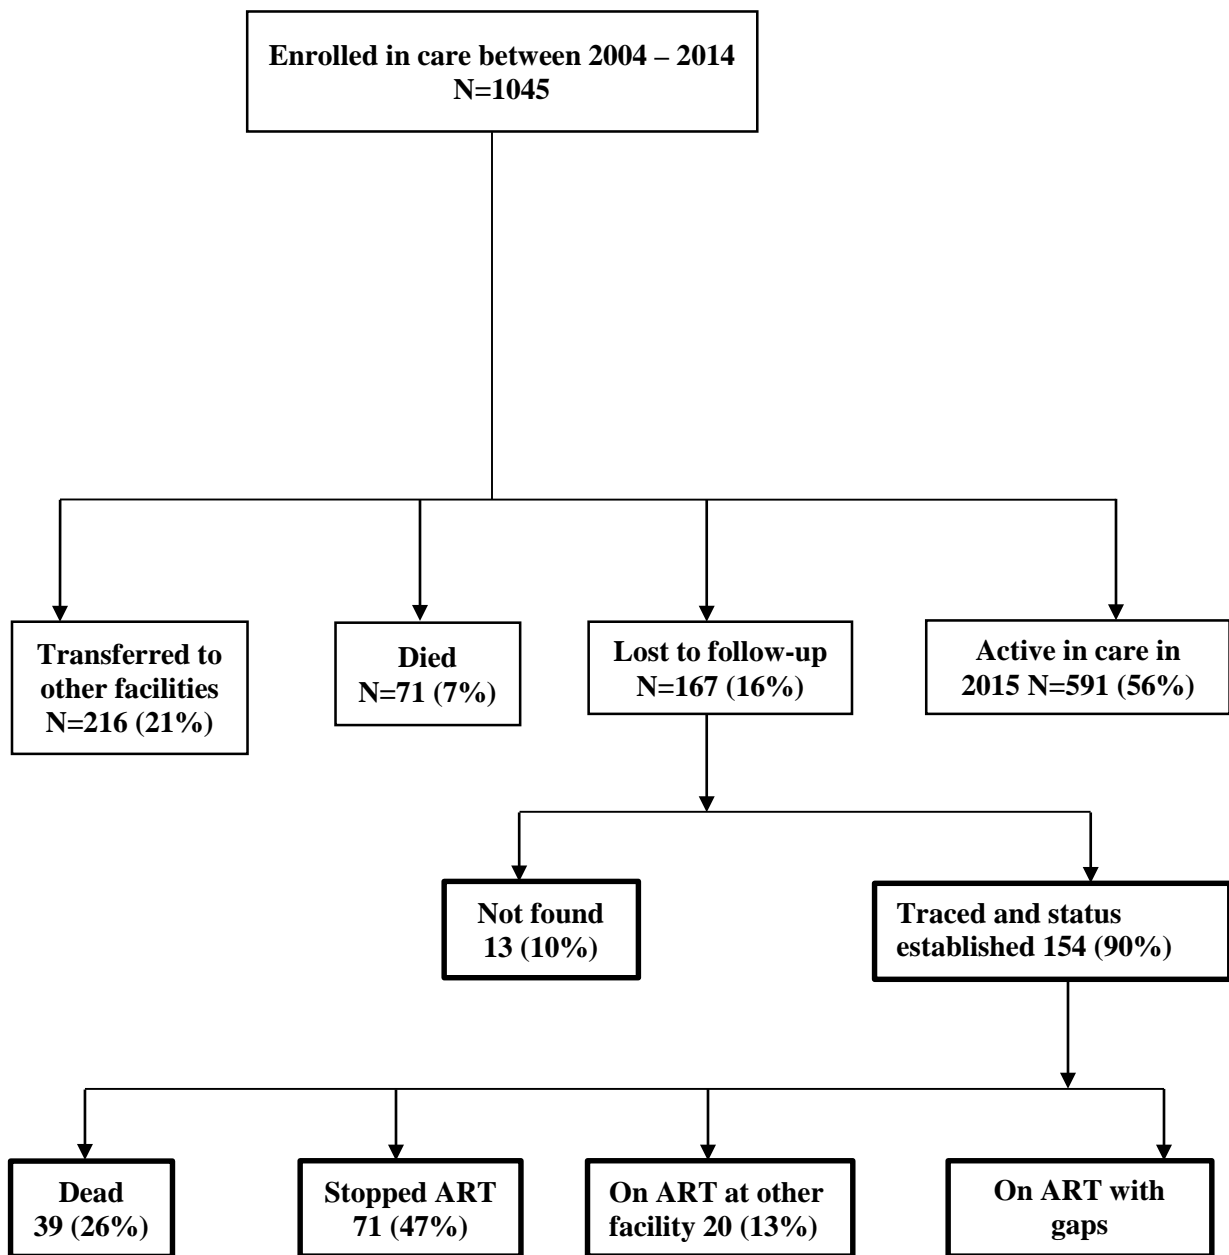 Enrolled in care between 2004 – 2014
N=1045
Transferred to
other facilities
N=216 (21%)
Died
N=71 (7%)
Lost to follow-up
N=167 (16%)
Active in care in
2015 N=591 (56%)
Not found
13 (10%)
Traced and status
established 154 (90%)
Dead
39 (26%)
Stopped ART
71 (47%)
On ART at other
facility 20 (13%)
On ART with
gaps